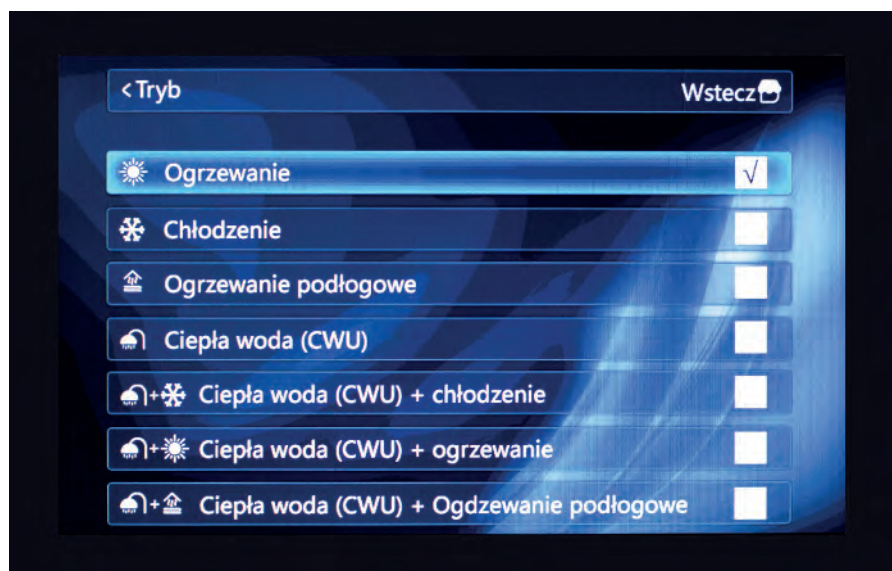 <Tryb Wstecz
Ogrzewanie √
Chłodzenie
Ogrzewanie podłogowe
Ciepła woda (CWU)
+ Ciepła woda (CWU) + chłodzenie
+ Ciepła woda (CWU) + ogrzewanie
+ Ciepła woda (CWU) + Ogdzewanie podłogowe